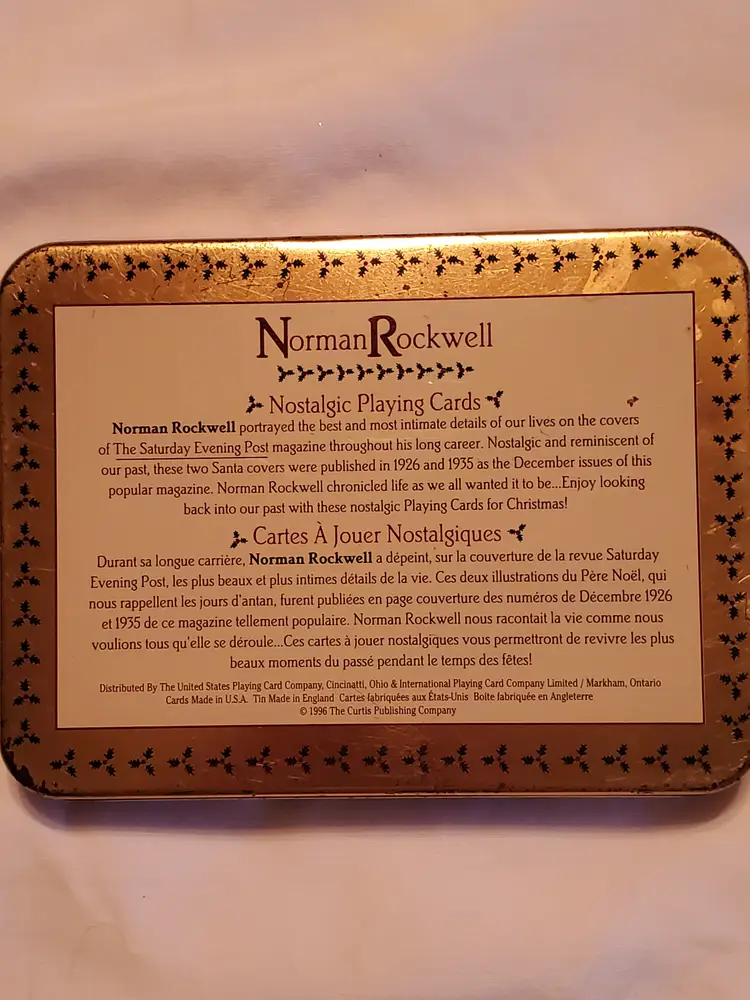 Norman Rockwell
Nostalgic Playing Cards
Norman Rockwell portrayed the best and most intimate details of our lives on the covers
of The Saturday Evening Post magazine throughout his long career. Nostalgic and reminiscent of
our past, these two Santa covers were published in 1926 and 1935 as the December issues of this
popular magazine. Norman Rockwell chronicled life as we all wanted it to be...Enjoy looking
back into our past with these nostalgic Playing Cards for Christmas!
Cartes À Jouer Nostalgiques
Durant sa longue carrière, Norman Rockwell a dépeint, sur la couverture de la revue Saturday
Evening Post, les plus beaux et plus intimes détails de la vie. Ces deux illustrations du Père Noël, qui
nous rappellent les jours d'antan, furent publiées en page couverture des numéros de Décembre 1926
et 1935 de ce magazine tellement populaire. Norman Rockwell nous racontait la vie comme nous
voulions tous qu'elle se déroule...Ces cartes à jouer nostalgiques vous permettront de revivre les plus
beaux moments du passé pendant le temps des fêtes!
Distributed By The United States Playing Card Company, Cincinatti, Ohio & International Playing Card Company Limited / Markham, Ontario
Cards Made in U.S.A. Tin Made in England Cartes fabriquées aux États-Unis Boîte fabriquée en Angleterre
© 1996 The Curtis Publishing Company